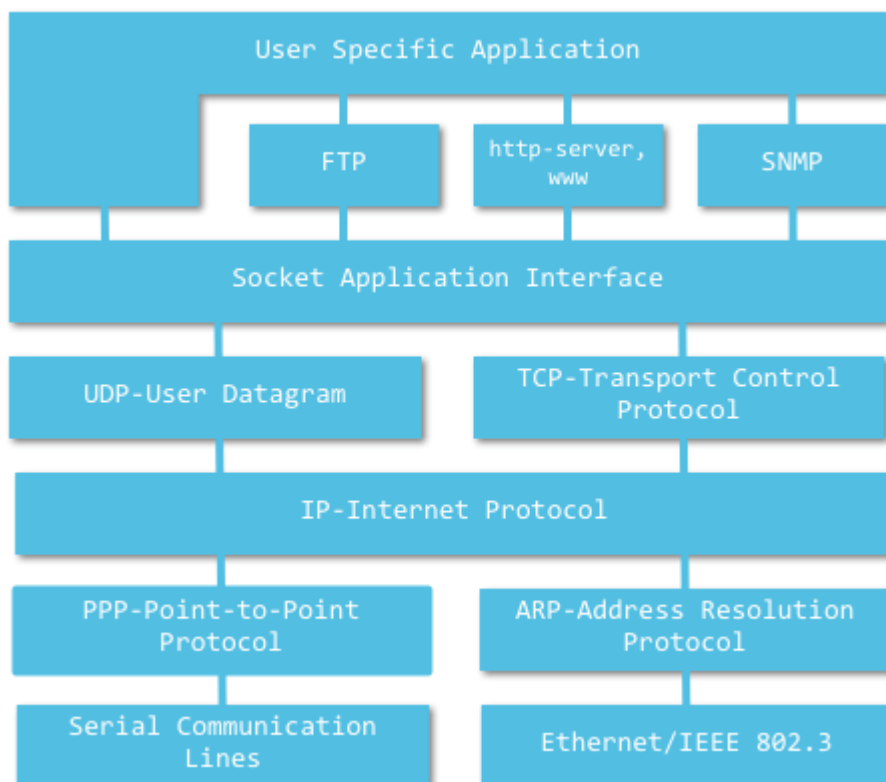 User Specific Application
FTP
http-server,
www
SNMP
Socket Application Interface
UDP-User Datagram
TCP-Transport Control
Protocol
IP-Internet Protocol
PPP-Point-to-Point
Protocol
ARP-Address Resolution
Protocol
Serial Communication
Lines
Ethernet/IEEE 802.3